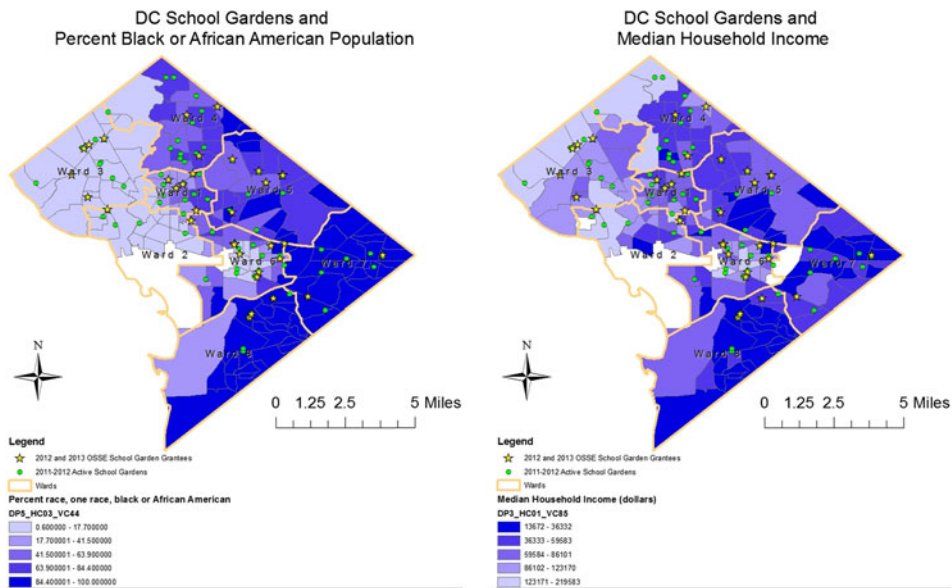 DC School Gardens and
Percent Black or African American Population
Ward 4
Ward 3
Ward 5
Ward 1
Ward 2
Ward 6
Ward 7
Ward 8
N
0 1.25 2.5 5 Miles
Legend
2012 and 2013 OSSE School Garden Grantees
2011-2012 Active School Gardens
Wards
Percent race, one race, black or African American
DP5_HC03_VC44
0.600000 - 17.700000
17.700001 - 41.500000
41.500001 - 63.900000
63.900001 - 84.400000
84.400001 - 100.000000
DC School Gardens and
Median Household Income
Ward 4
Ward 3
Ward 5
Ward 1
Ward 2
Ward 6
Ward 7
Ward 8
N
0 1.25 2.5 5 Miles
Legend
2012 and 2013 OSSE School Garden Grantees
2011-2012 Active School Gardens
Wards
Median Household Income (dollars)
DP3_HC01_VC85
13672 - 36332
36333 - 59583
59584 - 86101
86102 - 123170
123171 - 219583